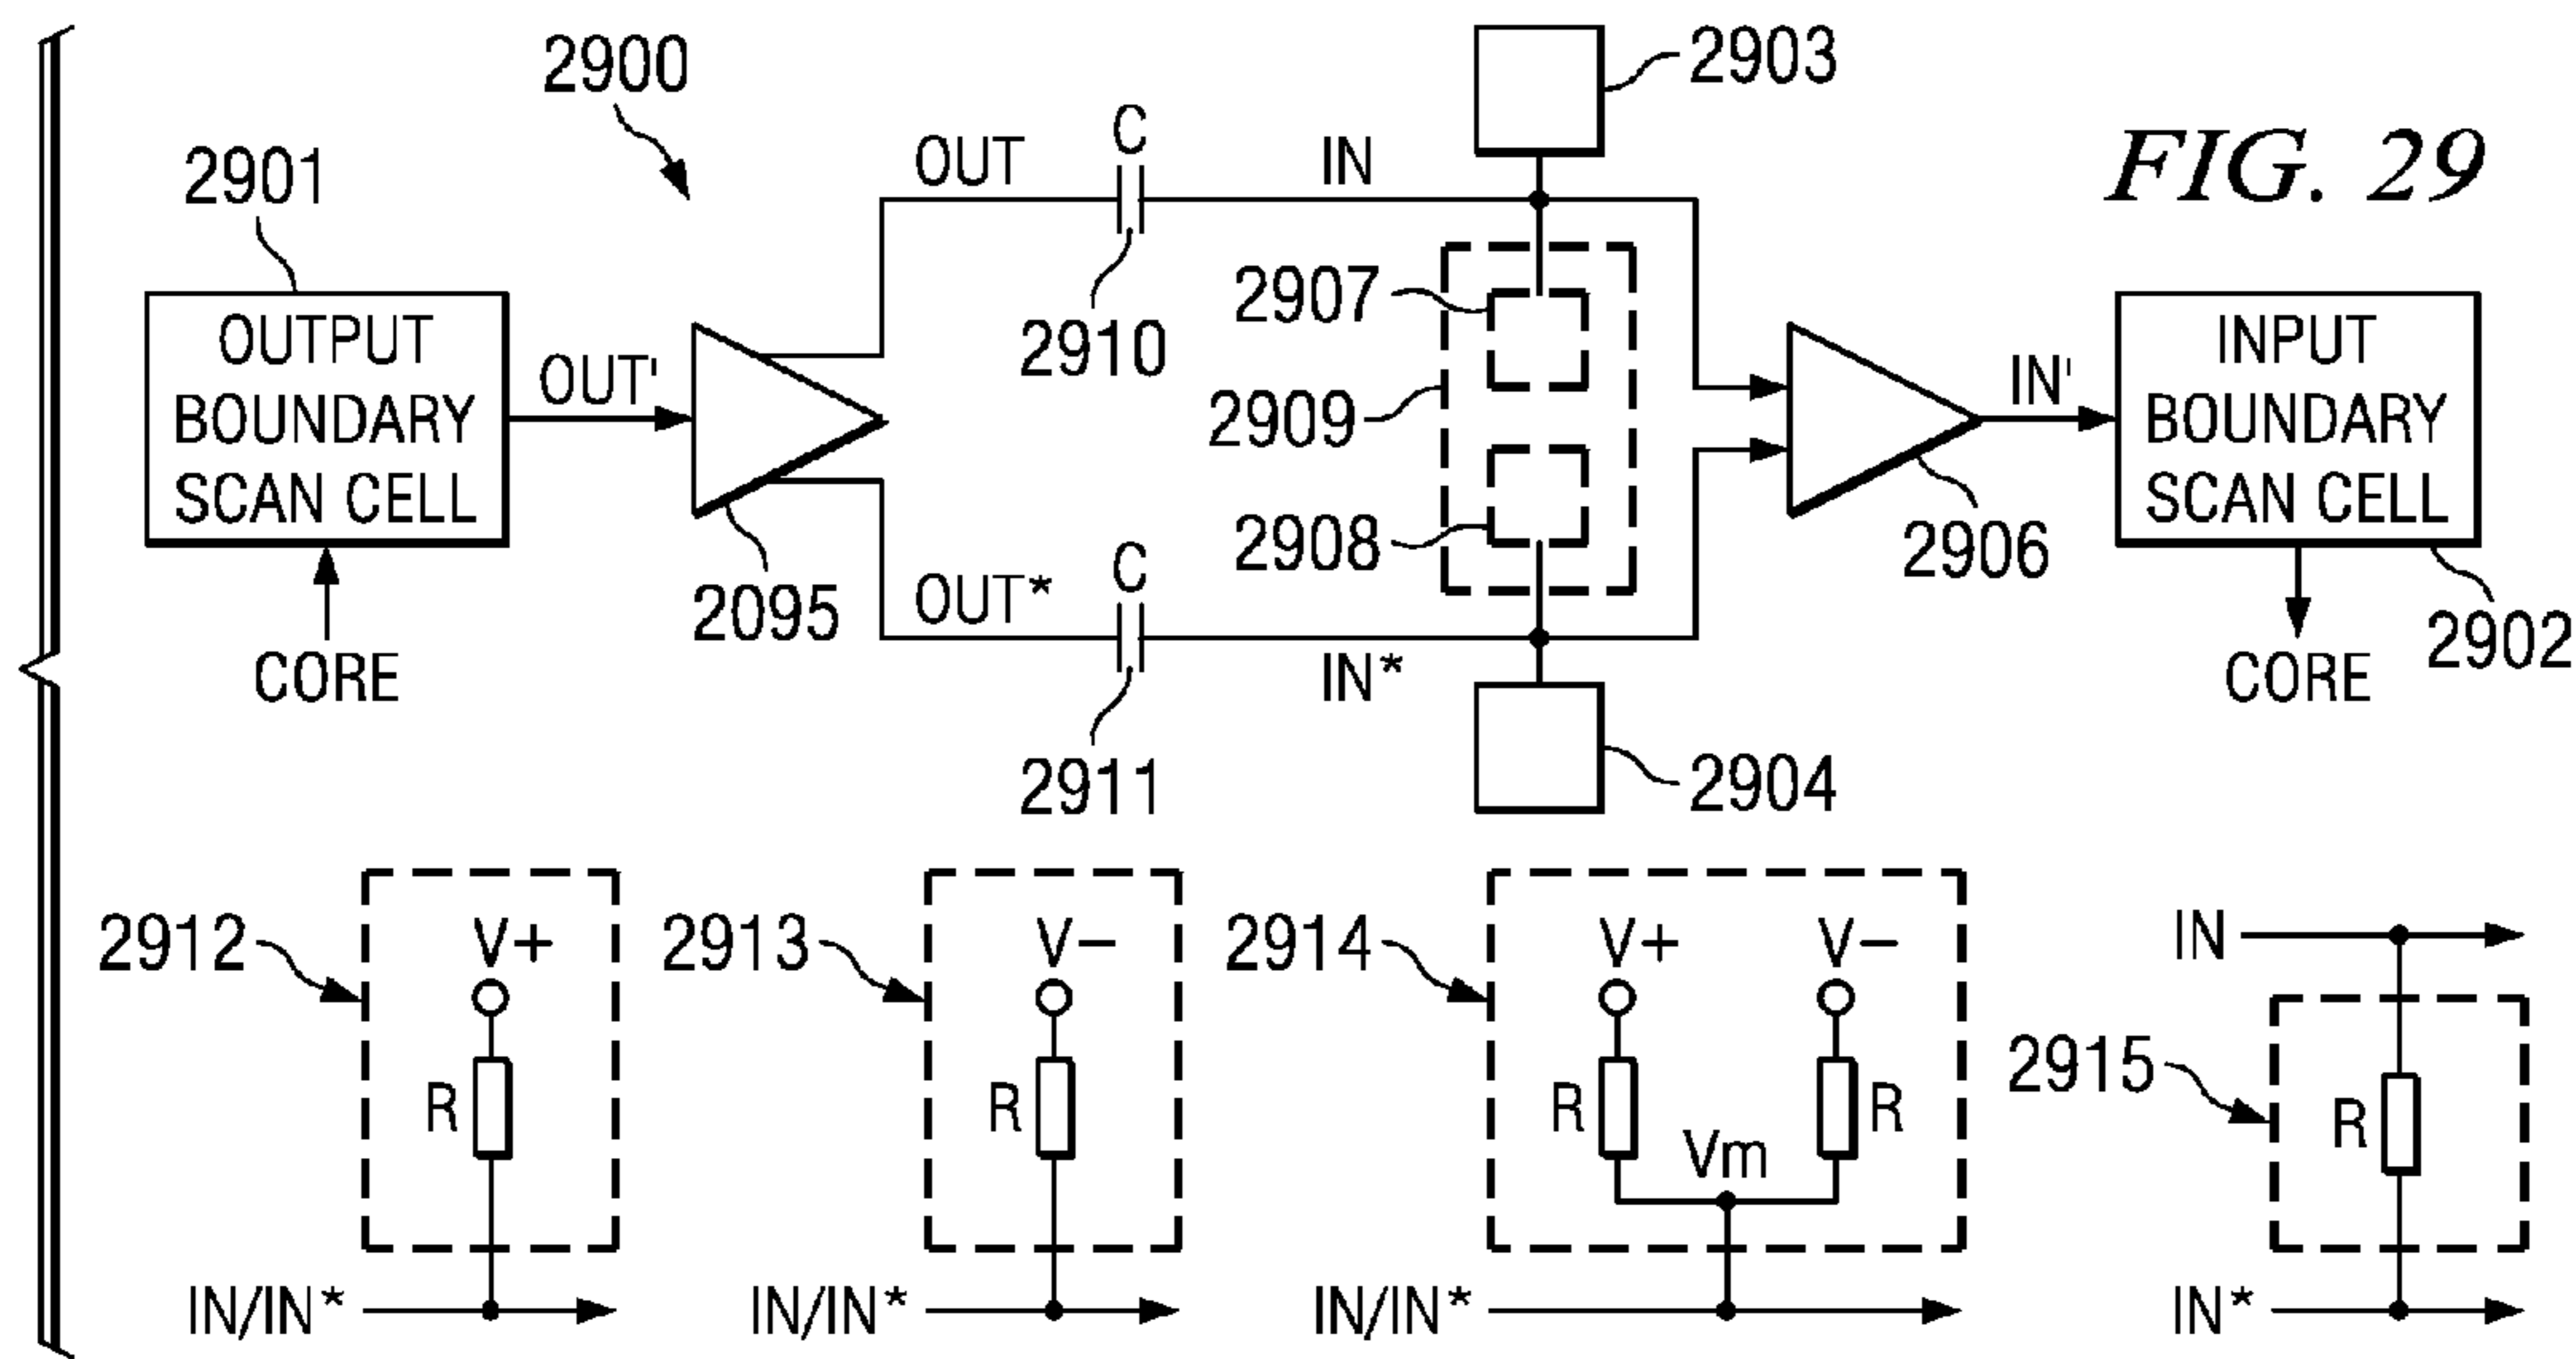 FIG. 29
2900
2901
OUTPUT
BOUNDARY
SCAN CELL
CORE
OUT'
2095
OUT
C
2910
IN
2903
2907
2909
2908
OUT*
C
2911
IN*
2904
2906
IN'
INPUT
BOUNDARY
SCAN CELL
2902
CORE
2912
V+
R
IN/IN*
2913
V−
R
IN/IN*
2914
V+ V−
R R
Vm
IN/IN*
2915
IN
R
IN*